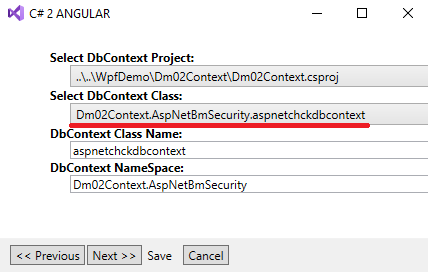 C# 2 ANGULAR
Select DbContext Project:
..\..\WpfDemo\Dm02Context\Dm02Context.csproj
Select DbContext Class:
Dm02Context.AspNetBmSecurity.aspnetchckdbcontext
DbContext Class Name:
aspnetchckdbcontext
DbContext NameSpace:
Dm02Context.AspNetBmSecurity
<< Previous Next >> Save Cancel